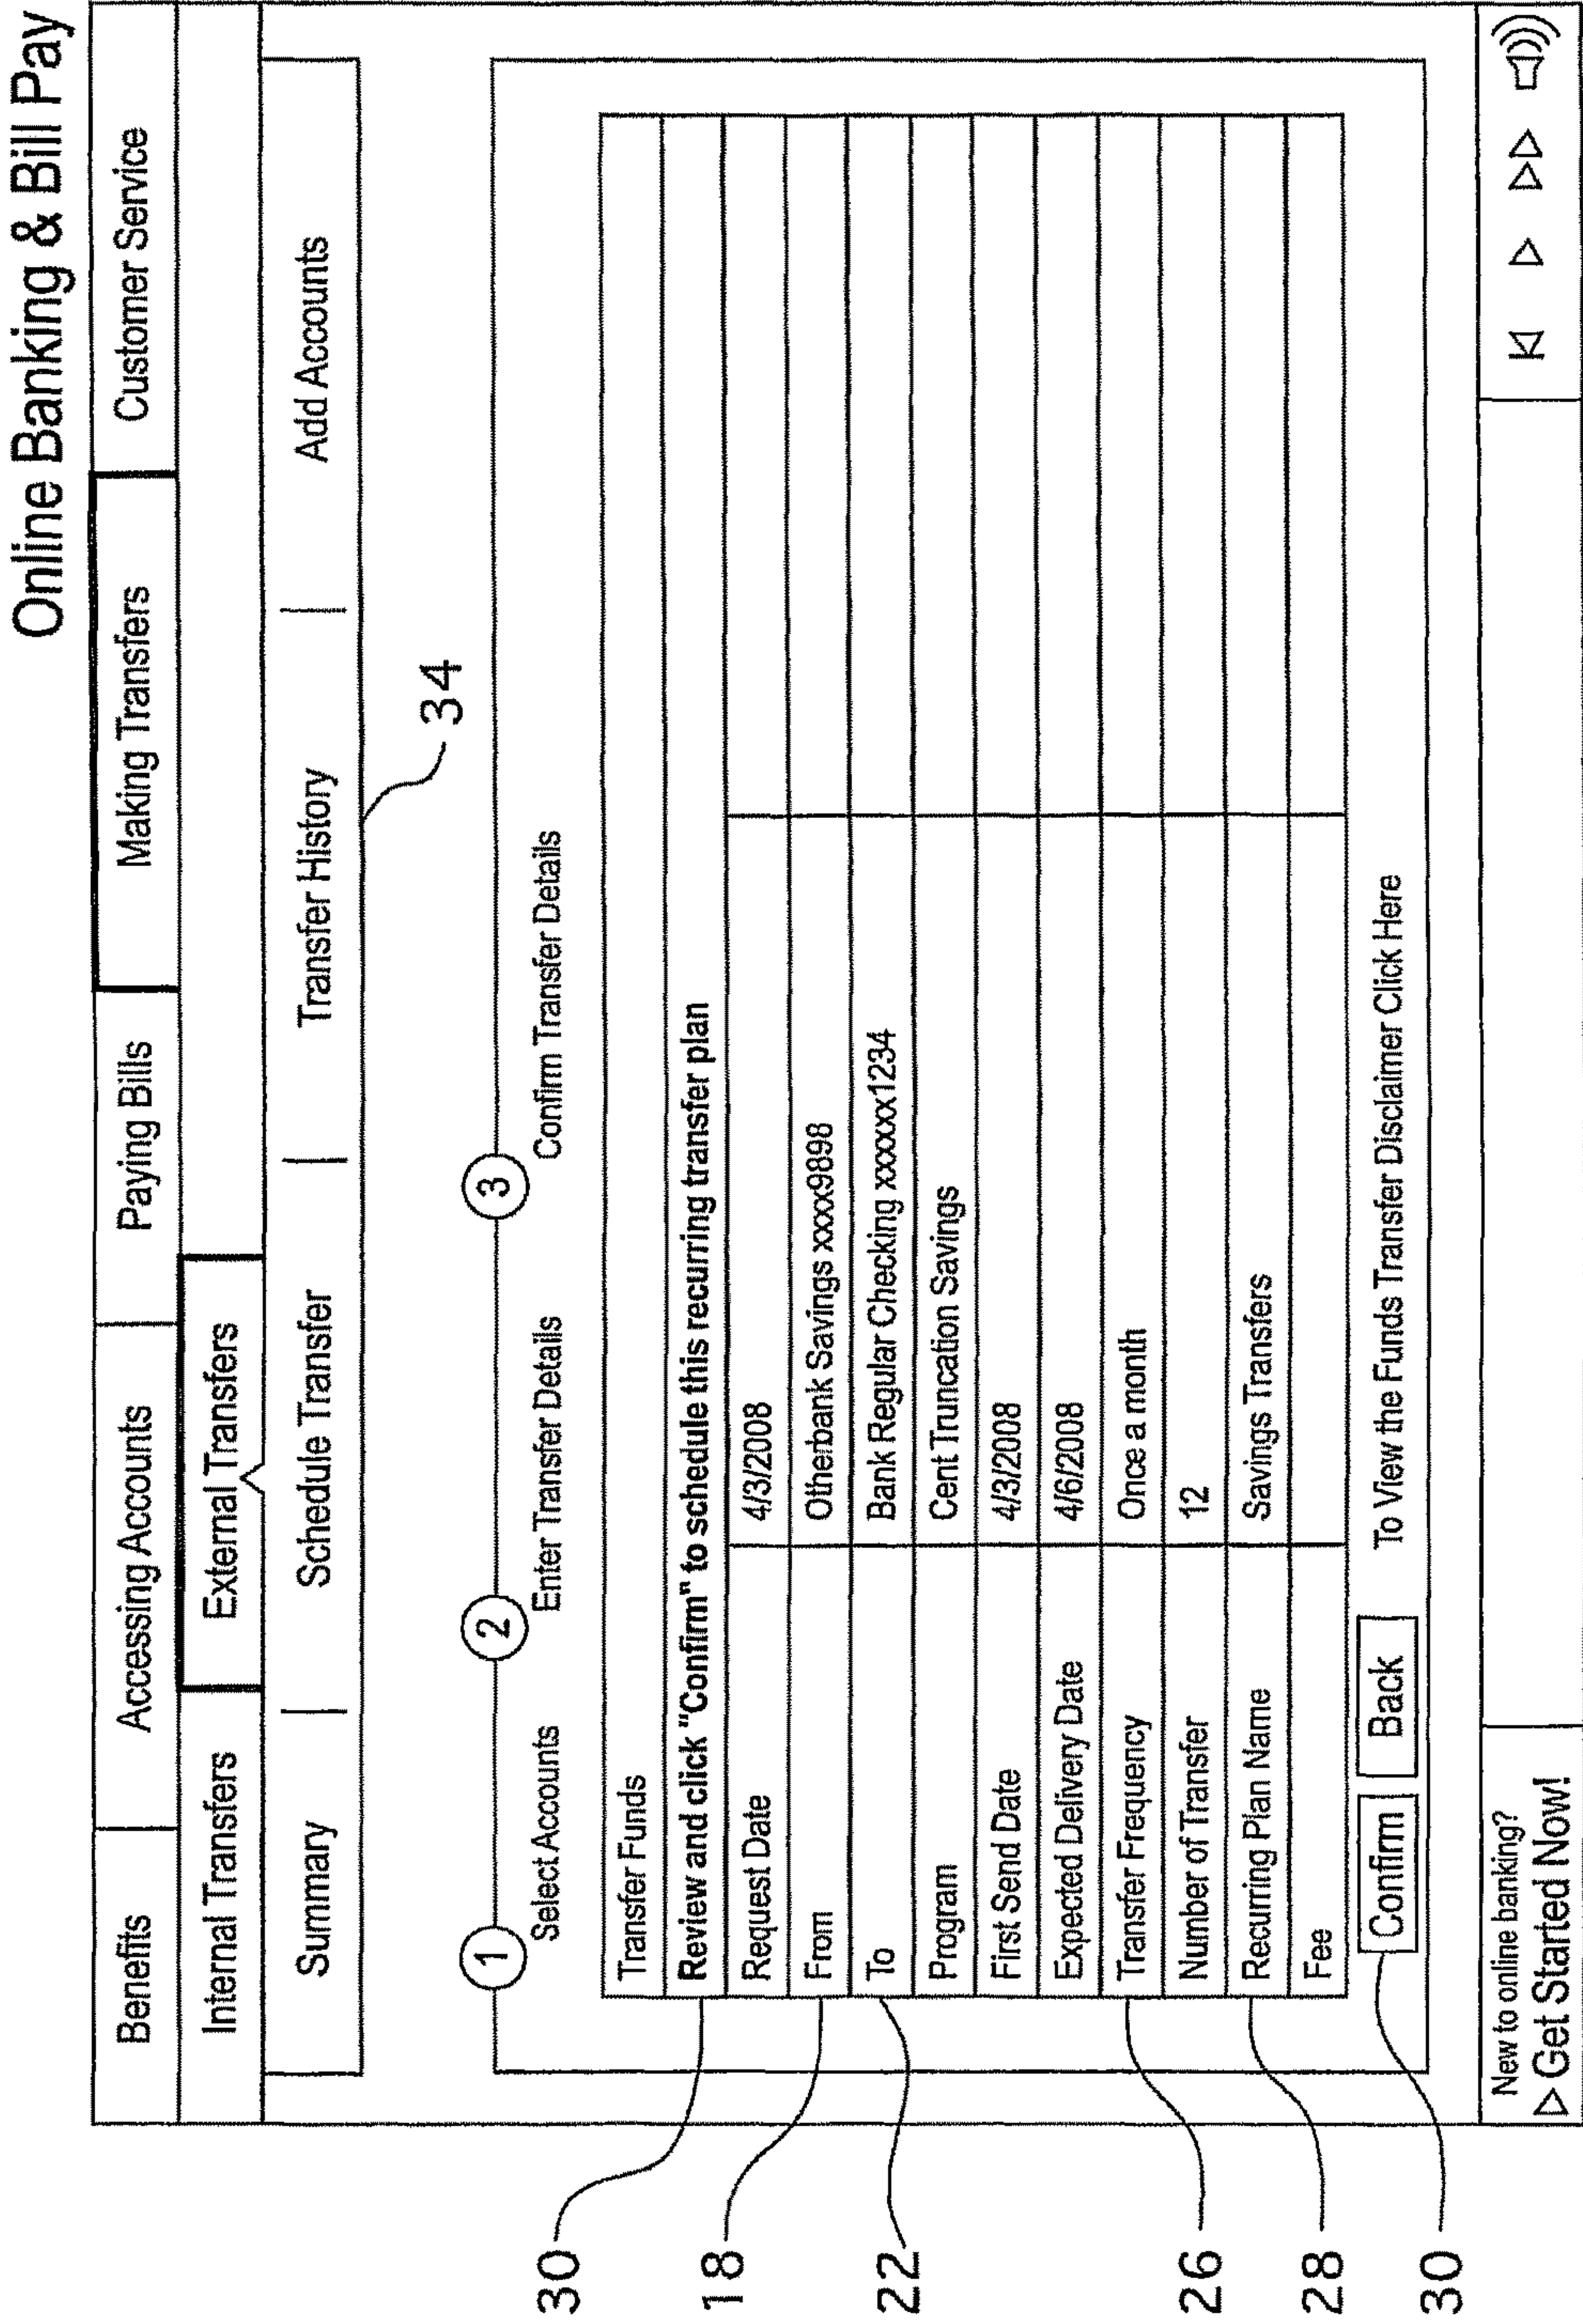 Online Banking & Bill Pay
Benefits Accessing Accounts Paying Bills Making Transfers Customer Service
Internal Transfers External Transfers
Summary | Schedule Transfer | Transfer History | Add Accounts
34
1 2 3
Select Accounts Enter Transfer Details Confirm Transfer Details
30
Transfer Funds
Review and click "Confirm" to schedule this recurring transfer plan
Request Date 4/3/2008
18
From Otherbank Savings xxxx9898
22
To Bank Regular Checking xxxxxx1234
Program Cent Truncation Savings
First Send Date 4/3/2008
Expected Delivery Date 4/6/2008
26
Transfer Frequency Once a month
Number of Transfer 12
28
Recurring Plan Name Savings Transfers
Fee
30
Confirm Back To View the Funds Transfer Disclaimer Click Here
New to online banking?
Get Started Now!